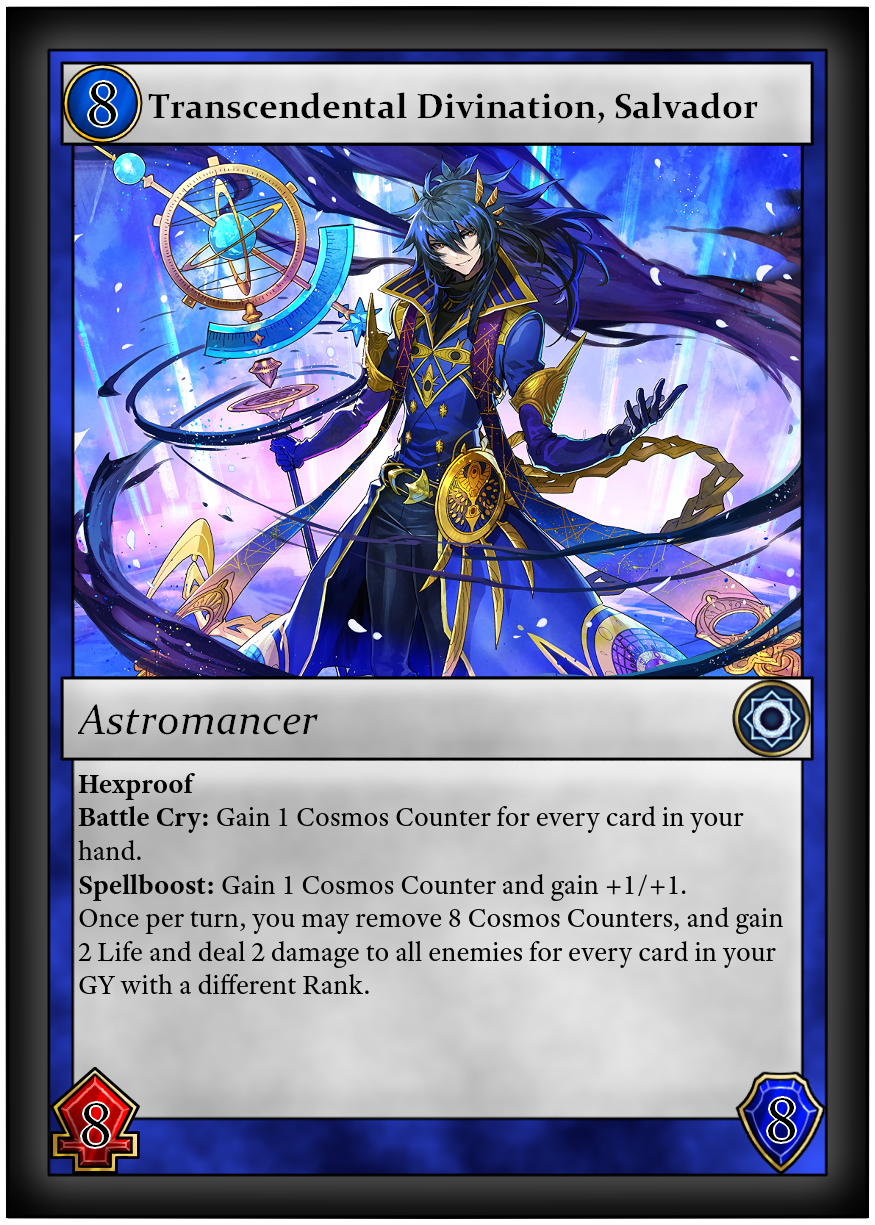 8
Transcendental Divination, Salvador
Astromancer
Hexproof
Battle Cry: Gain 1 Cosmos Counter for every card in your
hand.
Spellboost: Gain 1 Cosmos Counter and gain +1/+1.
Once per turn, you may remove 8 Cosmos Counters, and gain
2 Life and deal 2 damage to all enemies for every card in your
GY with a different Rank.
8
8